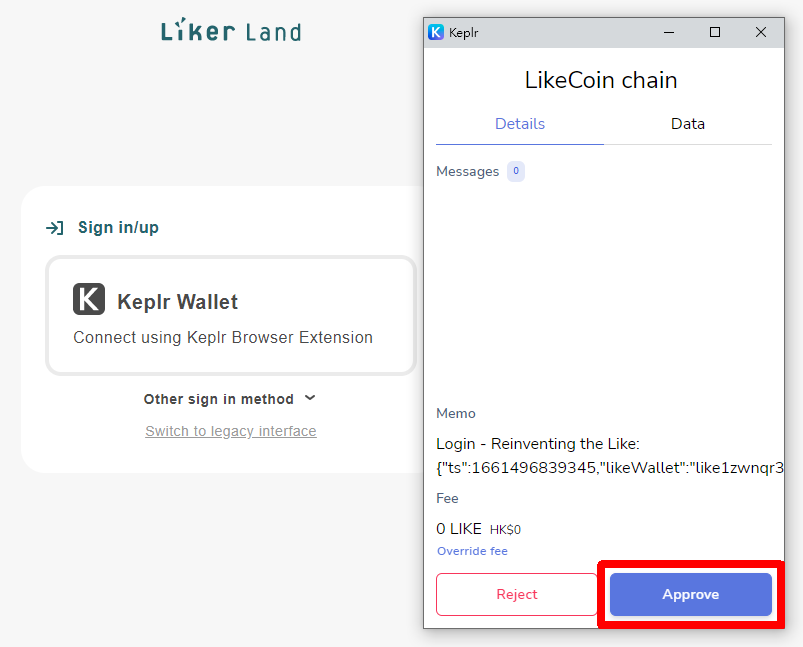 Liker Land
Sign in/up
Keplr Wallet
Connect using Keplr Browser Extension
Other sign in method
Switch to legacy interface
Keplr
LikeCoin chain
Details Data
Messages 0
Memo
Login - Reinventing the Like:
{"ts":1661496839345,"likeWallet":"like1zwnqr3
Fee
0 LIKE HK$0
Override fee
Reject Approve